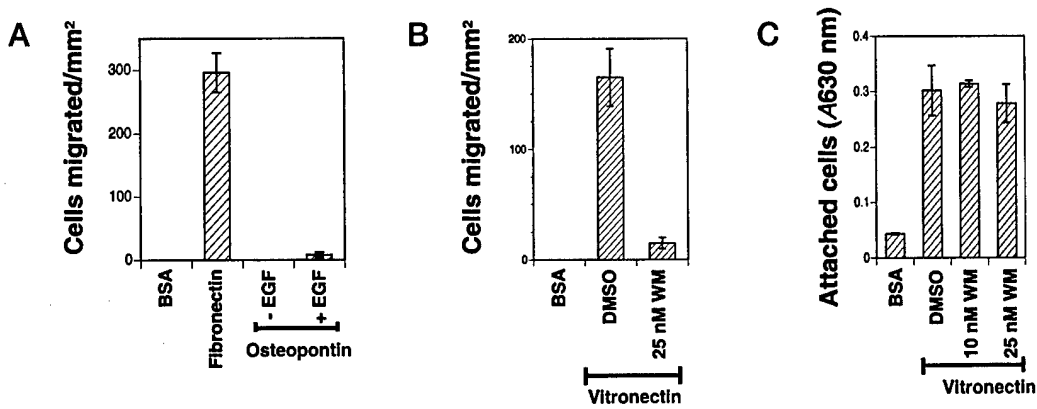 A
Cells migrated/mm²
300
200
100
0
BSA
Fibronectin
- EGF
+ EGF
Osteopontin
B
Cells migrated/mm²
200
100
0
BSA
DMSO
25 nM WM
Vitronectin
C
Attached cells (A630 nm)
0.4
0.3
0.2
0.1
0
BSA
DMSO
10 nM WM
25 nM WM
Vitronectin